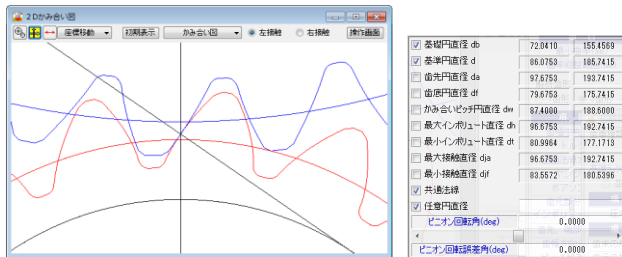 2Dかみ合い図
座標移動 初期表示 かみ合い図 左接触 右接触 操作画面
基礎円直径 db 72.0410 155.4569
基準円直径 d 86.0753 185.7415
歯先円直径 da 97.6753 193.7415
歯底円直径 df 79.6753 175.7415
かみ合いピッチ円直径 dw 87.4000 188.6000
最大インボリュート直径 dh 96.6753 192.7415
最小インボリュート直径 dt 80.9964 177.1713
最大接触直径 dja 96.6753 192.7415
最小接触直径 djf 83.5572 180.5396
共通法線
任意円直径
ピニオン回転角(deg) 0.0000
ピニオン回転誤差角(deg) 0.0000